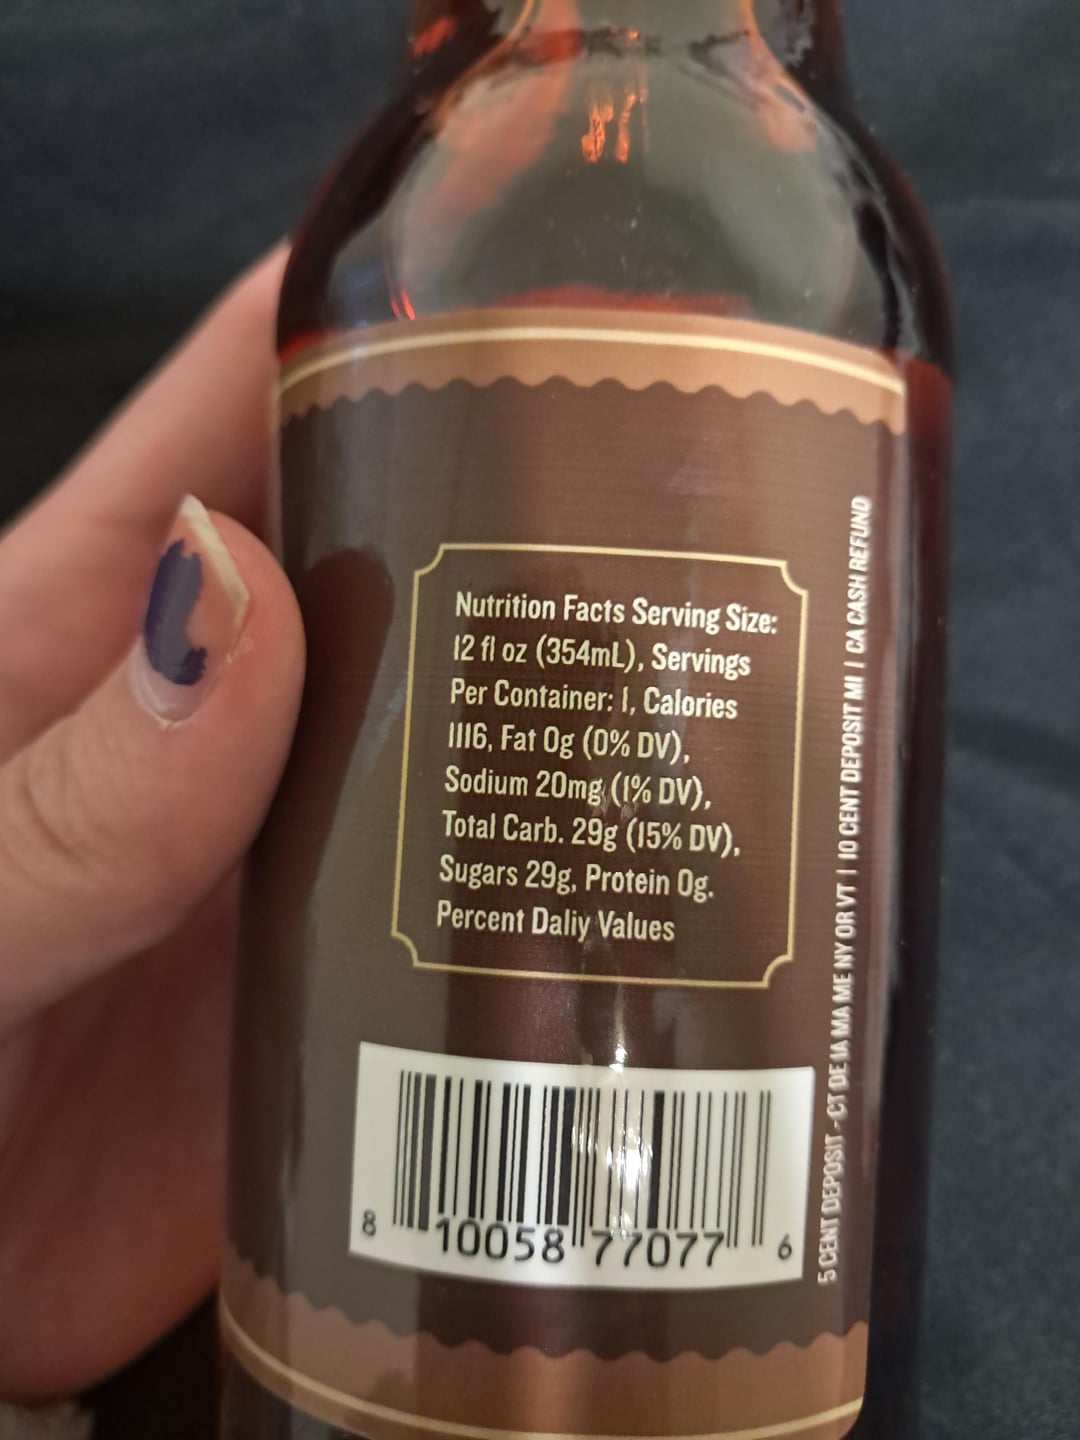 Nutrition Facts Serving Size:
12 fl oz (354mL), Servings
Per Container: 1, Calories
1116, Fat 0g (0% DV),
Sodium 20mg (1% DV),
Total Carb. 29g (15% DV),
Sugars 29g, Protein 0g.
Percent Daliy Values
8 10058 77077 6
5 CENT DEPOSIT - CT DE IA MA ME NY OR VT | 10 CENT DEPOSIT MI | CA CASH REFUND